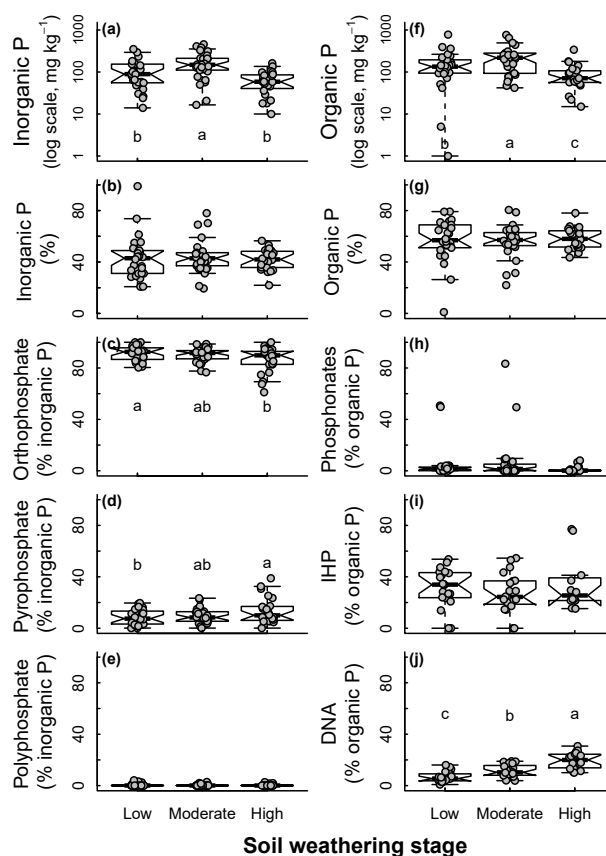 Inorganic P
(log scale, mg kg⁻¹)
1000
100
10
1
(a)
b
a
b
Organic P
(log scale, mg kg⁻¹)
1000
100
10
1
(f)
b
a
c
Inorganic P
(%)
80
40
0
(b)
Organic P
(%)
80
40
0
(g)
Orthophosphate
(% inorganic P)
80
40
0
(c)
a
ab
b
Phosphonates
(% organic P)
80
40
0
(h)
Pyrophosphate
(% inorganic P)
80
40
0
(d)
b
ab
a
IHP
(% organic P)
80
40
0
(i)
Polyphosphate
(% inorganic P)
80
40
0
(e)
DNA
(% organic P)
80
40
0
(j)
c
b
a
Low Moderate High
Low Moderate High
Soil weathering stage